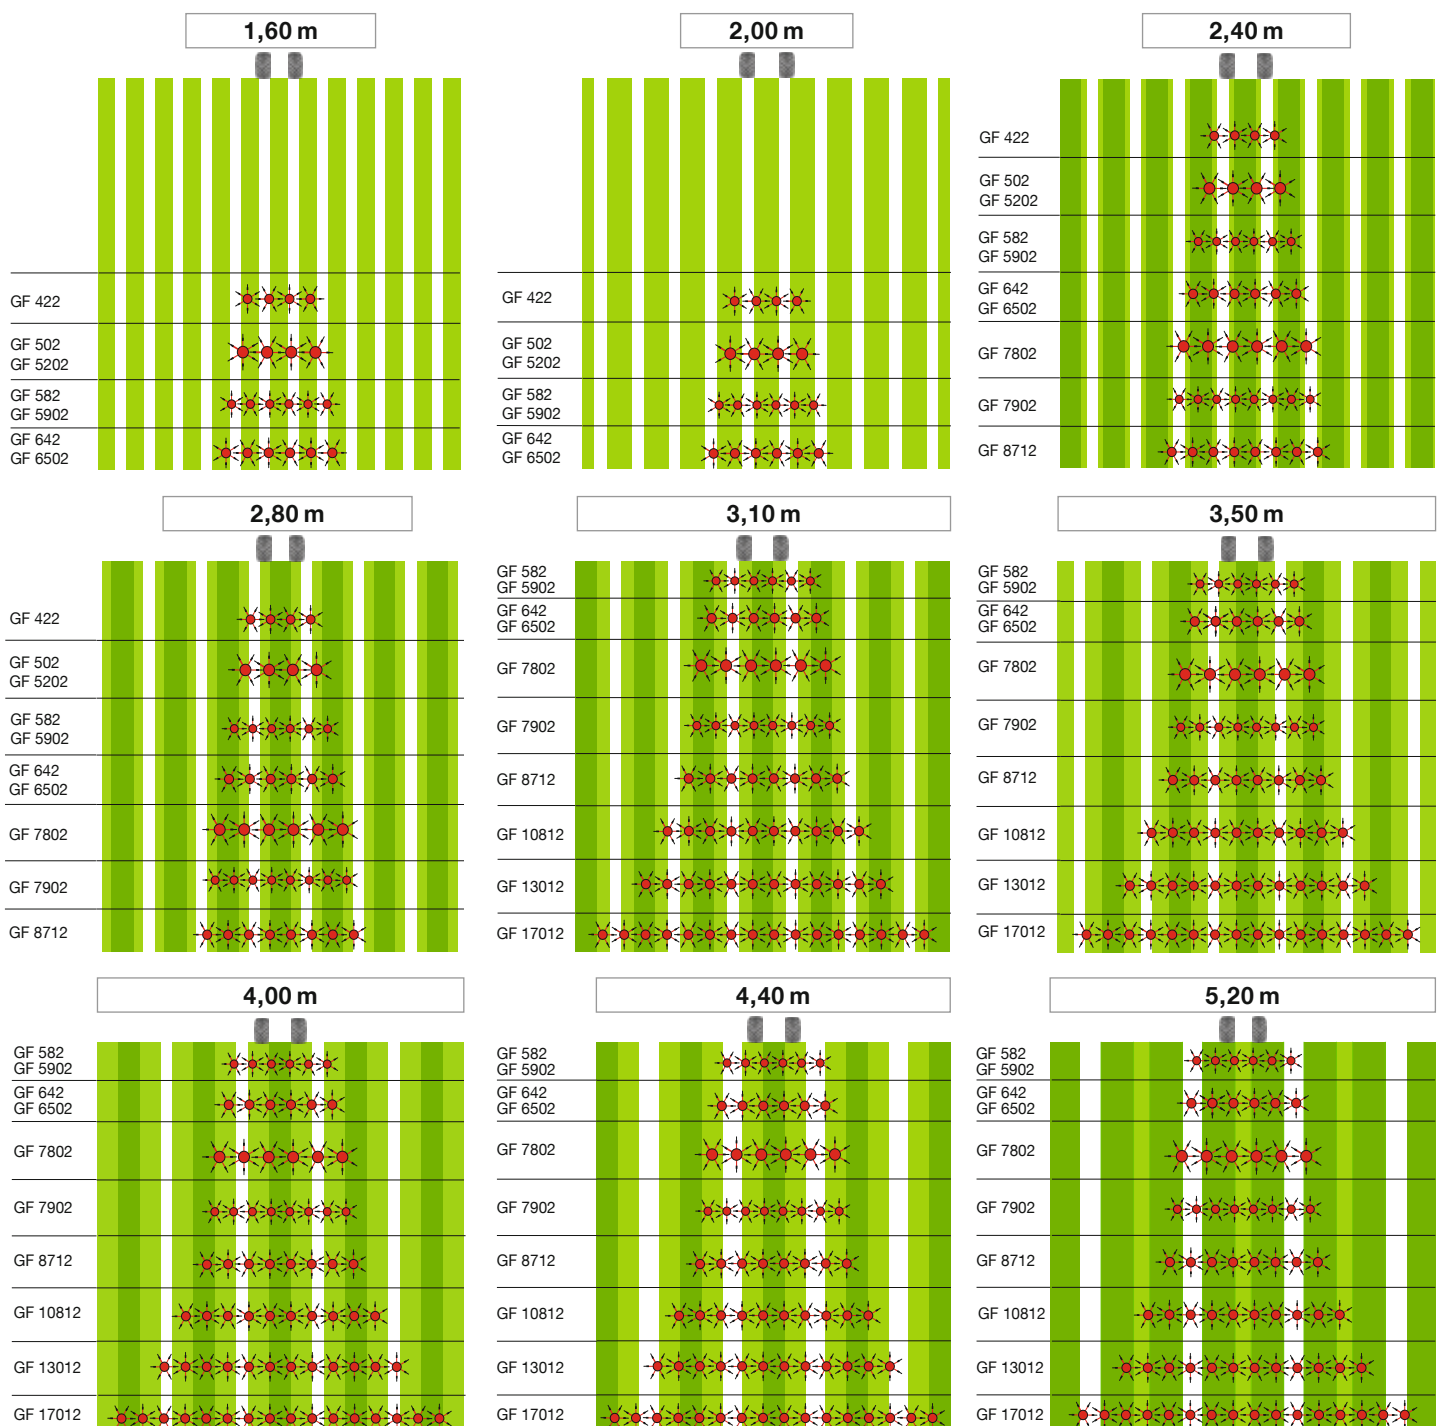 1,60 m
GF 422
GF 502
GF 5202
GF 582
GF 5902
GF 642
GF 6502
2,00 m
GF 422
GF 502
GF 5202
GF 582
GF 5902
GF 642
GF 6502
2,40 m
GF 422
GF 502
GF 5202
GF 582
GF 5902
GF 642
GF 6502
GF 7802
GF 7902
GF 8712
2,80 m
GF 422
GF 502
GF 5202
GF 582
GF 5902
GF 642
GF 6502
GF 7802
GF 7902
GF 8712
3,10 m
GF 582
GF 5902
GF 642
GF 6502
GF 7802
GF 7902
GF 8712
GF 10812
GF 13012
GF 17012
3,50 m
GF 582
GF 5902
GF 642
GF 6502
GF 7802
GF 7902
GF 8712
GF 10812
GF 13012
GF 17012
4,00 m
GF 582
GF 5902
GF 642
GF 6502
GF 7802
GF 7902
GF 8712
GF 10812
GF 13012
GF 17012
4,40 m
GF 582
GF 5902
GF 642
GF 6502
GF 7802
GF 7902
GF 8712
GF 10812
GF 13012
GF 17012
5,20 m
GF 582
GF 5902
GF 642
GF 6502
GF 7802
GF 7902
GF 8712
GF 10812
GF 13012
GF 17012